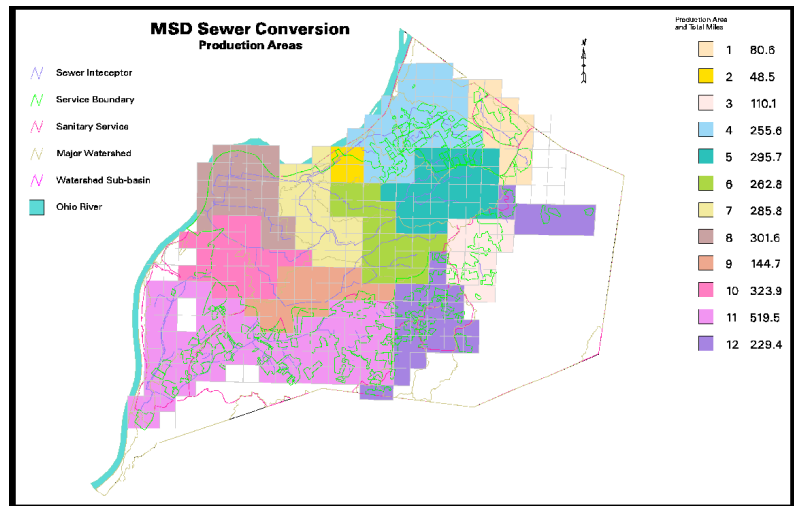 MSD Sewer Conversion
Production Areas
Sewer Inteceptor
Service Boundary
Sanitary Service
Major Watershed
Watershed Sub-basin
Ohio River
Production Area
and Total Miles
1 80.6
2 48.5
3 110.1
4 255.6
5 295.7
6 262.8
7 285.8
8 301.6
9 144.7
10 323.9
11 519.5
12 229.4